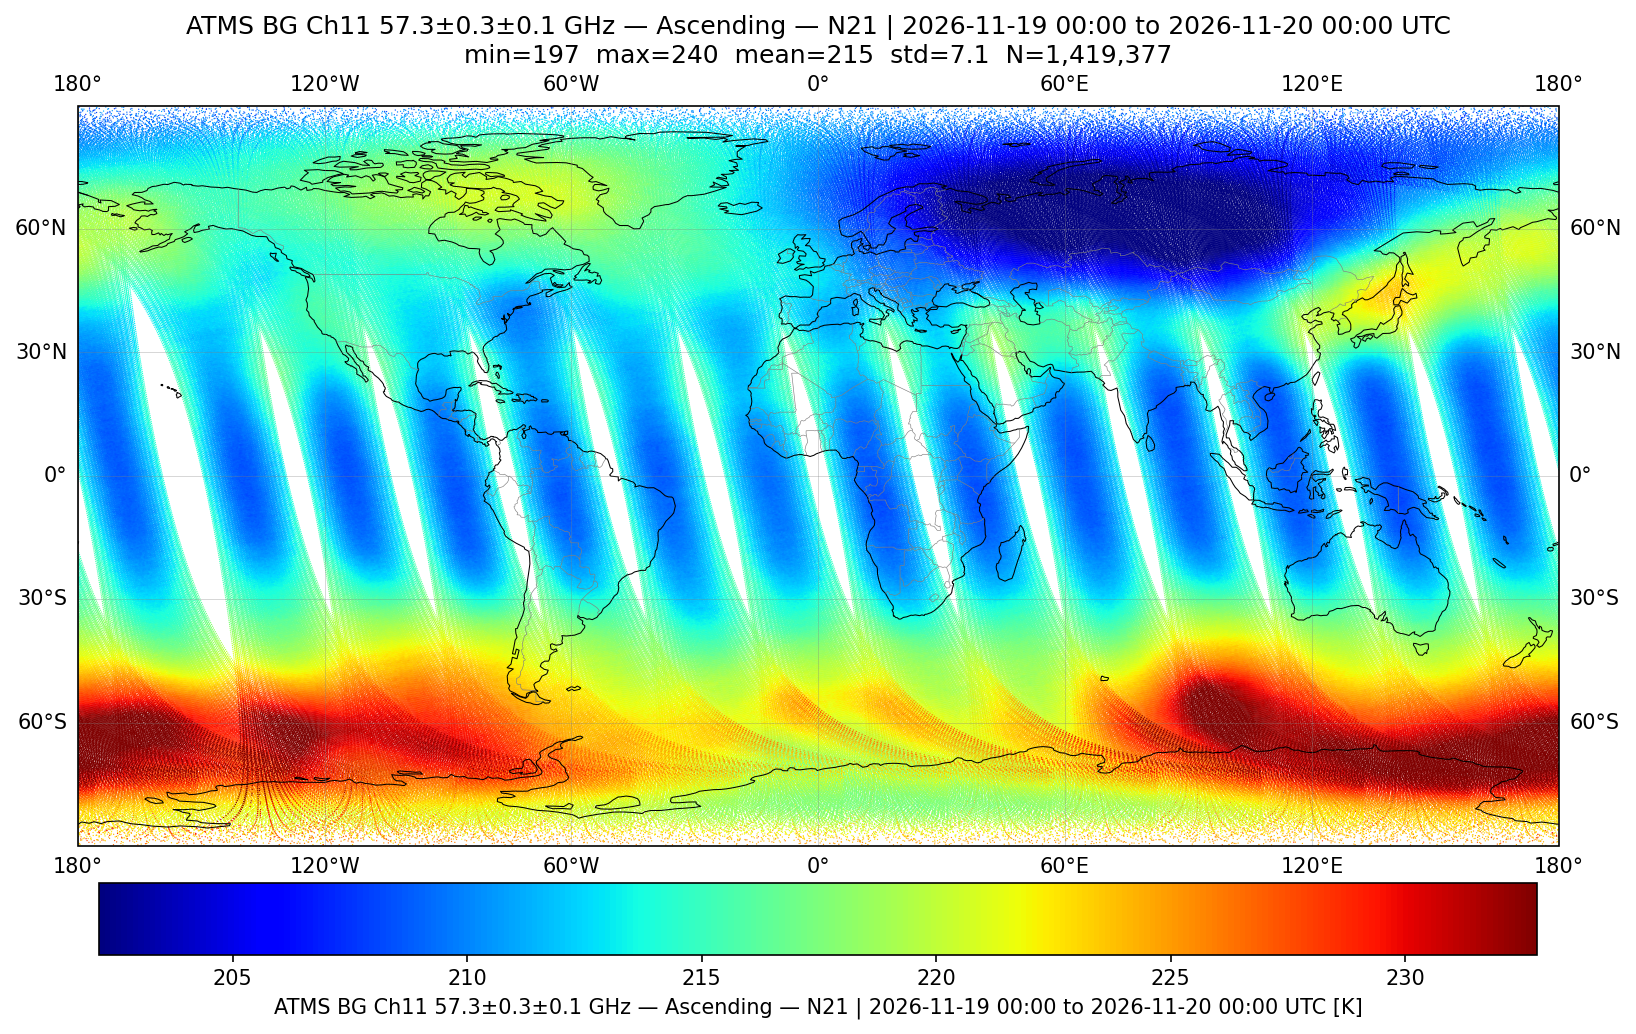 ATMS BG Ch11 57.3±0.3±0.1 GHz — Ascending — N21 | 2026-11-19 00:00 to 2026-11-20 00:00 UTC
min=197  max=240  mean=215  std=7.1  N=1,419,377
180° 120°W 60°W 0° 60°E 120°E 180°
60°N 60°N
30°N 30°N
0° 0°
30°S 30°S
60°S 60°S
180° 120°W 60°W 0° 60°E 120°E 180°
205 210 215 220 225 230
ATMS BG Ch11 57.3±0.3±0.1 GHz — Ascending — N21 | 2026-11-19 00:00 to 2026-11-20 00:00 UTC [K]